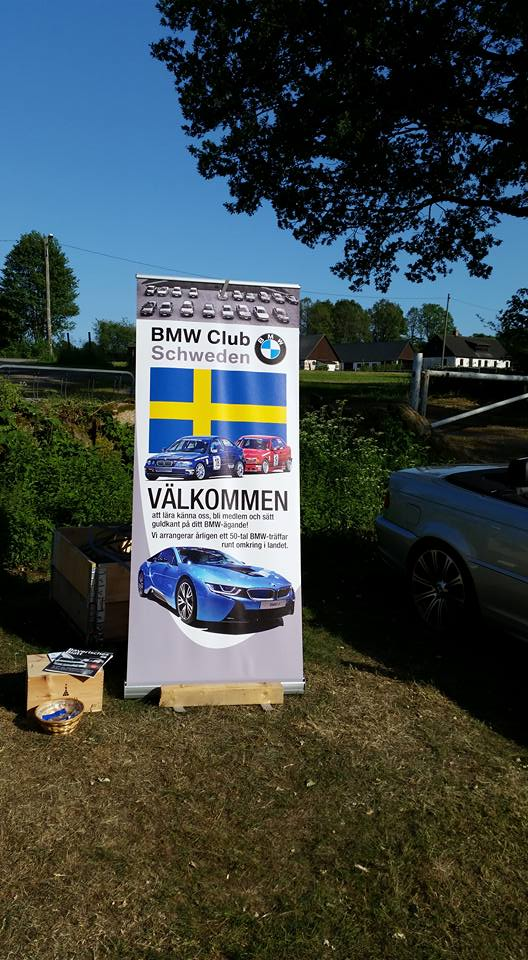 BMW Club
Schweden
BMW
VÄLKOMMEN
att lära känna oss, bli medlem och sätt
guldkant på ditt BMW-ägande!
Vi arrangerar årligen ett 50-tal BMW-träffar
runt omkring i landet.